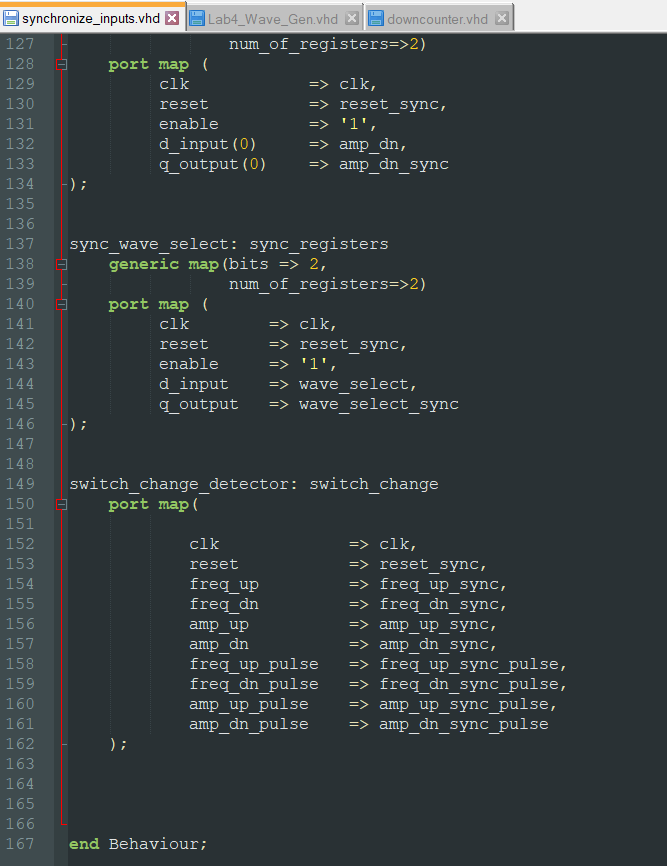 synchronize_inputs.vhd Lab4_Wave_Gen.vhd downcounter.vhd
127 num_of_registers=>2)
128 port map (
129 clk => clk,
130 reset => reset_sync,
131 enable => '1',
132 d_input(0) => amp_dn,
133 q_output(0) => amp_dn_sync
134 );
135
136
137 sync_wave_select: sync_registers
138 generic map(bits => 2,
139 num_of_registers=>2)
140 port map (
141 clk => clk,
142 reset => reset_sync,
143 enable => '1',
144 d_input => wave_select,
145 q_output => wave_select_sync
146 );
147
148
149 switch_change_detector: switch_change
150 port map(
151
152 clk => clk,
153 reset => reset_sync,
154 freq_up => freq_up_sync,
155 freq_dn => freq_dn_sync,
156 amp_up => amp_up_sync,
157 amp_dn => amp_dn_sync,
158 freq_up_pulse => freq_up_sync_pulse,
159 freq_dn_pulse => freq_dn_sync_pulse,
160 amp_up_pulse => amp_up_sync_pulse,
161 amp_dn_pulse => amp_dn_sync_pulse
162 );
163
164
165
166
167 end Behaviour;